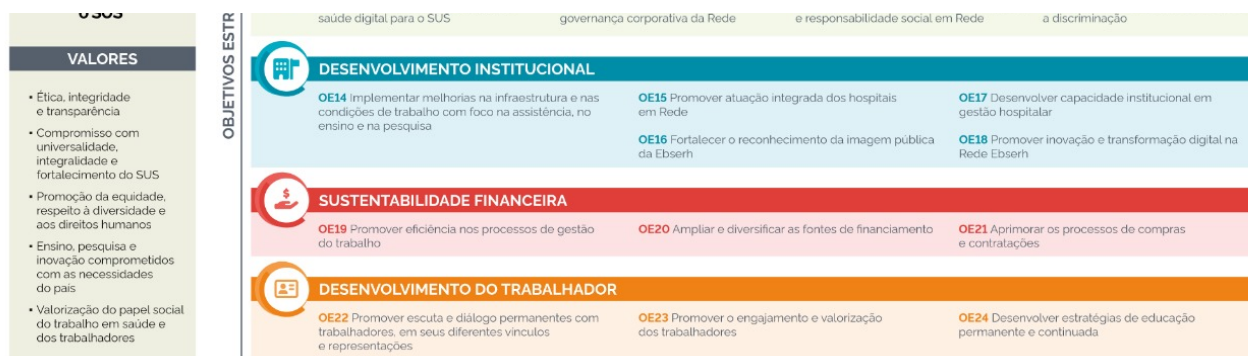 o SUS
VALORES
• Ética, integridade
e transparência
• Compromisso com
universalidade,
integralidade e
fortalecimento do SUS
• Promoção da equidade,
respeito à diversidade e
aos direitos humanos
• Ensino, pesquisa e
inovação comprometidos
com as necessidades
do país
• Valorização do papel social
do trabalho em saúde e
dos trabalhadores
OBJETIVOS ESTR
saúde digital para o SUS
governança corporativa da Rede
e responsabilidade social em Rede
a discriminação
DESENVOLVIMENTO INSTITUCIONAL
OE14 Implementar melhorias na infraestrutura e nas
condições de trabalho com foco na assistência, no
ensino e na pesquisa
OE15 Promover atuação integrada dos hospitais
em Rede
OE16 Fortalecer o reconhecimento da imagem pública
da Ebserh
OE17 Desenvolver capacidade institucional em
gestão hospitalar
OE18 Promover inovação e transformação digital na
Rede Ebserh
$
SUSTENTABILIDADE FINANCEIRA
OE19 Promover eficiência nos processos de gestão
do trabalho
OE20 Ampliar e diversificar as fontes de financiamento
OE21 Aprimorar os processos de compras
e contratações
DESENVOLVIMENTO DO TRABALHADOR
OE22 Promover escuta e diálogo permanentes com
trabalhadores, em seus diferentes vínculos
e representações
OE23 Promover o engajamento e valorização
dos trabalhadores
OE24 Desenvolver estratégias de educação
permanente e continuada